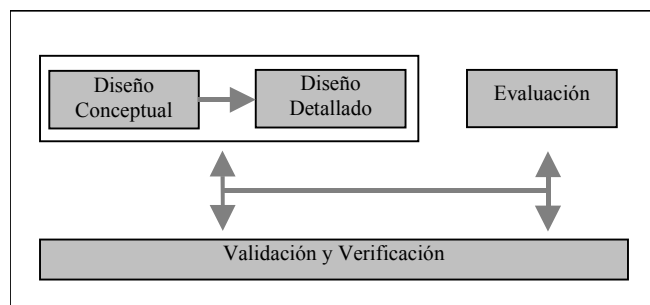 Diseño
Conceptual
Diseño
Detallado
Evaluación
Validación y Verificación